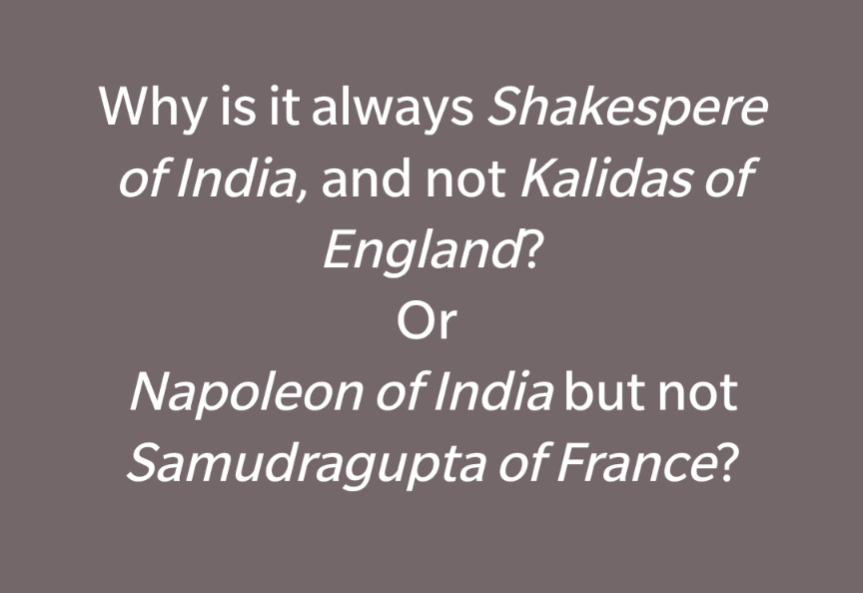 Why is it always Shakespere
of India, and not Kalidas of
England?
Or
Napoleon of India but not
Samudragupta of France?